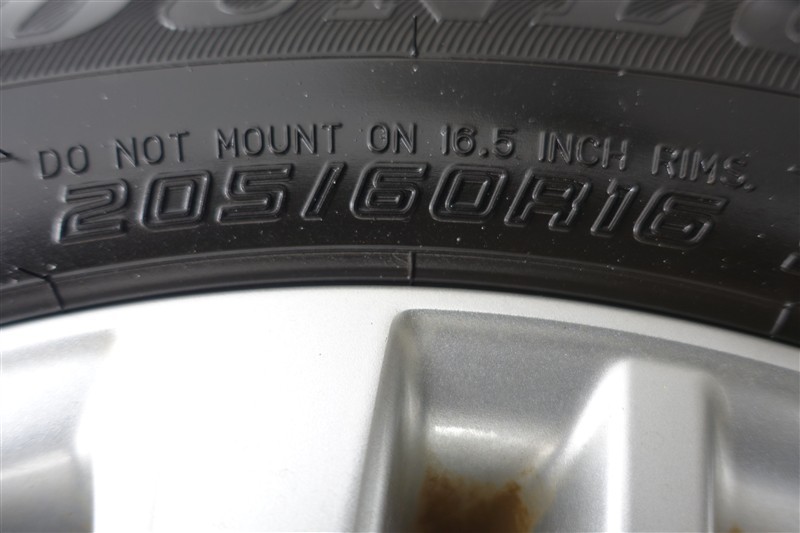 DO NOT MOUNT ON 16.5 INCH RIMS.
205/60R16